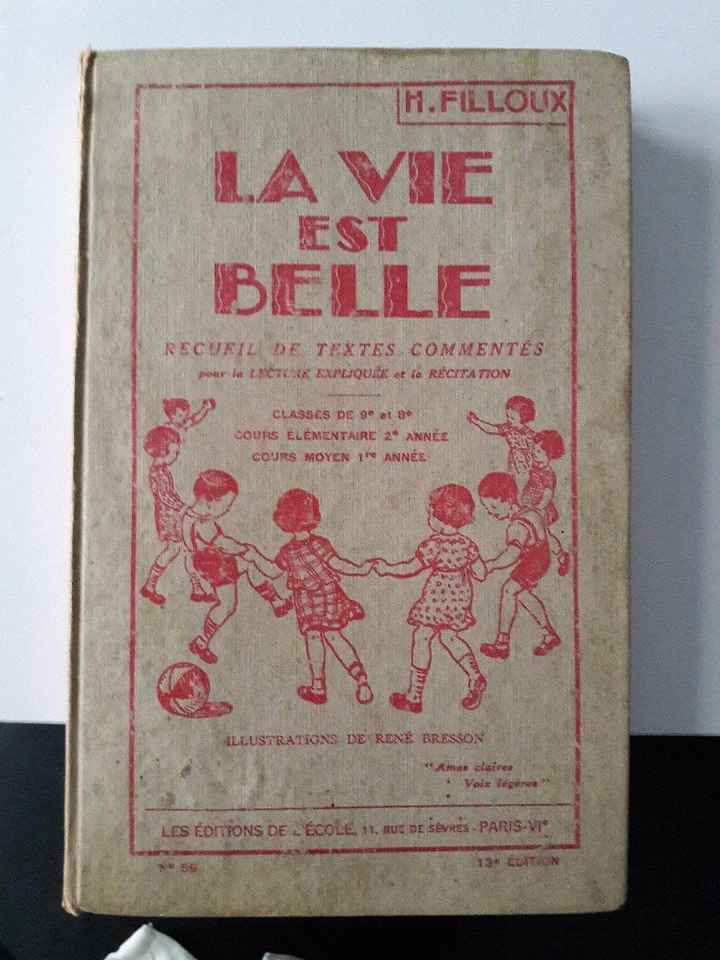 H. FILLOUX
LA VIE
EST
BELLE
RECUEIL DE TEXTES COMMENTÉS
pour la LECTURE EXPLIQUÉE et la RÉCITATION
CLASSES DE 9e et 8e
COURS ÉLÉMENTAIRE 2e ANNÉE
COURS MOYEN 1re ANNÉE
ILLUSTRATIONS DE RENÉ BRESSON
"Ames claires
Voix légères"
LES ÉDITIONS DE L'ÉCOLE, 11, RUE DE SÈVRES - PARIS-VIe
No 56 13e ÉDITION